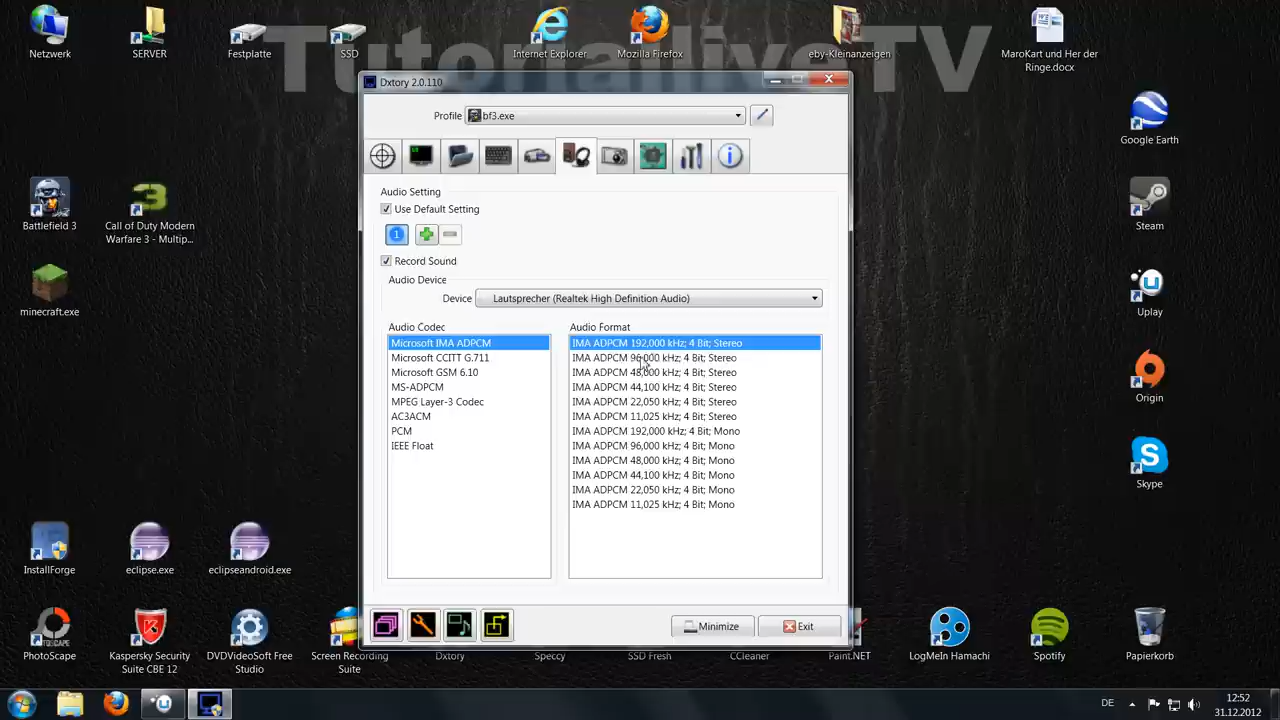 Netzwerk
SERVER
Festplatte
SSD
Internet Explorer
Mozilla Firefox
eby-Kleinanzeigen
MaroKart und Her der
Ringe.docx
Dxtory 2.0.110
Profile
bf3.exe
Google Earth
Audio Setting
Use Default Setting
1
Record Sound
Audio Device
Device
Lautsprecher (Realtek High Definition Audio)
Audio Codec
Microsoft IMA ADPCM
Microsoft CCITT G.711
Microsoft GSM 6.10
MS-ADPCM
MPEG Layer-3 Codec
AC3ACM
PCM
IEEE Float
Audio Format
IMA ADPCM 192,000 kHz; 4 Bit; Stereo
IMA ADPCM 96,000 kHz; 4 Bit; Stereo
IMA ADPCM 48,000 kHz; 4 Bit; Stereo
IMA ADPCM 44,100 kHz; 4 Bit; Stereo
IMA ADPCM 22,050 kHz; 4 Bit; Stereo
IMA ADPCM 11,025 kHz; 4 Bit; Stereo
IMA ADPCM 192,000 kHz; 4 Bit; Mono
IMA ADPCM 96,000 kHz; 4 Bit; Mono
IMA ADPCM 48,000 kHz; 4 Bit; Mono
IMA ADPCM 44,100 kHz; 4 Bit; Mono
IMA ADPCM 22,050 kHz; 4 Bit; Mono
IMA ADPCM 11,025 kHz; 4 Bit; Mono
Minimize
Exit
Battlefield 3
Call of Duty Modern
Warfare 3 - Multip...
Steam
minecraft.exe
Uplay
Origin
Skype
InstallForge
eclipse.exe
eclipseandroid.exe
PhotoScape
Kaspersky Security
Suite CBE 12
DVDVideoSoft Free
Studio
Screen Recording
Suite
Dxtory
Speccy
SSD Fresh
CCleaner
Paint.NET
LogMeIn Hamachi
Spotify
Papierkorb
DE
12:52
31.12.2012